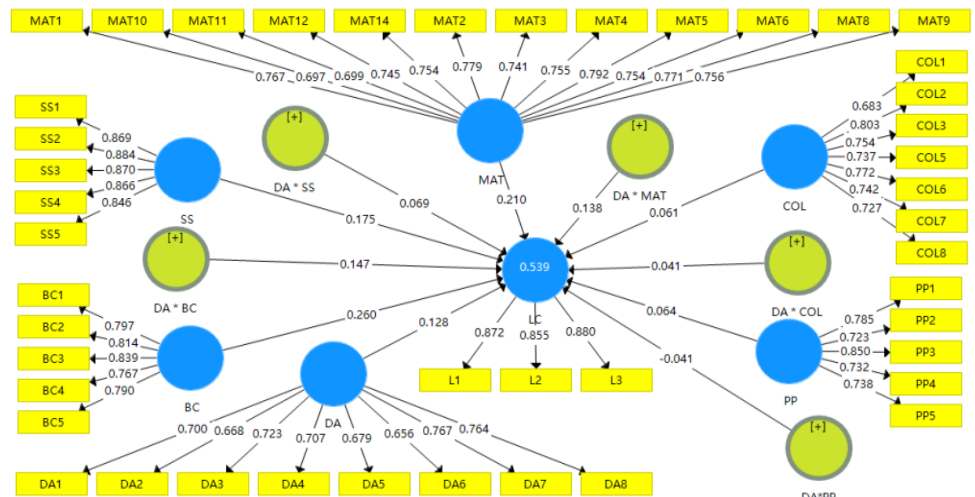 MAT1 MAT10 MAT11 MAT12 MAT14 MAT2 MAT3 MAT4 MAT5 MAT6 MAT8 MAT9
0.767 0.697 0.699 0.745 0.754 0.779 0.741 0.755 0.792 0.754 0.771 0.756
MAT
0.210
SS1
SS2
SS3
SS4
SS5
0.869
0.884
0.870
0.866
0.846
SS
0.175
[+]
DA * SS
0.069
[+]
DA * MAT
0.138
COL1
COL2
COL3
COL5
COL6
COL7
COL8
0.683
0.803
0.754
0.737
0.772
0.742
0.727
COL
0.061
[+]
DA * BC
0.147
0.539
LC
[+]
DA * COL
0.041
BC1
BC2
BC3
BC4
BC5
0.797
0.814
0.839
0.767
0.790
BC
0.260
0.128
DA
0.872 0.855 0.880
L1 L2 L3
0.064
PP1
PP2
PP3
PP4
PP5
0.785
0.723
0.850
0.732
0.738
PP
-0.041
[+]
DA*PP
0.700 0.668 0.723 0.707 0.679 0.656 0.767 0.764
DA1 DA2 DA3 DA4 DA5 DA6 DA7 DA8